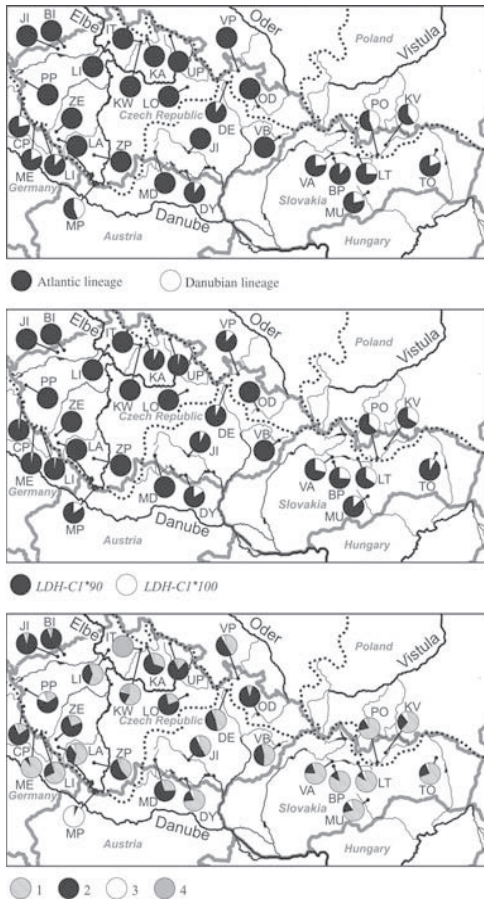 JI BI Elbe IT VP Oder
Poland
Vistula
LI KA UP
PP KW LO OD
ZE Czech Republic DE PO KV
CP LA ZP JI VB
ME LI MD DY VA BP LT TO
Germany
MP Danube Slovakia MU
Austria Hungary
Atlantic lineage Danubian lineage
JI BI Elbe IT VP Oder
Poland
Vistula
LI KA UP
PP KW LO OD
ZE Czech Republic DE PO KV
CP LA ZP JI VB
ME LI MD DY VA BP LT TO
Germany
MP Danube Slovakia MU
Austria Hungary
LDH-C1*90 LDH-C1*100
JI BI Elbe IT VP Oder
Poland
Vistula
LI KA UP
PP KW LO OD
ZE Czech Republic DE PO KV
CP LA ZP JI VB
ME LI MD DY VA BP LT TO
Germany
MP Danube Slovakia MU
Austria Hungary
1 2 3 4